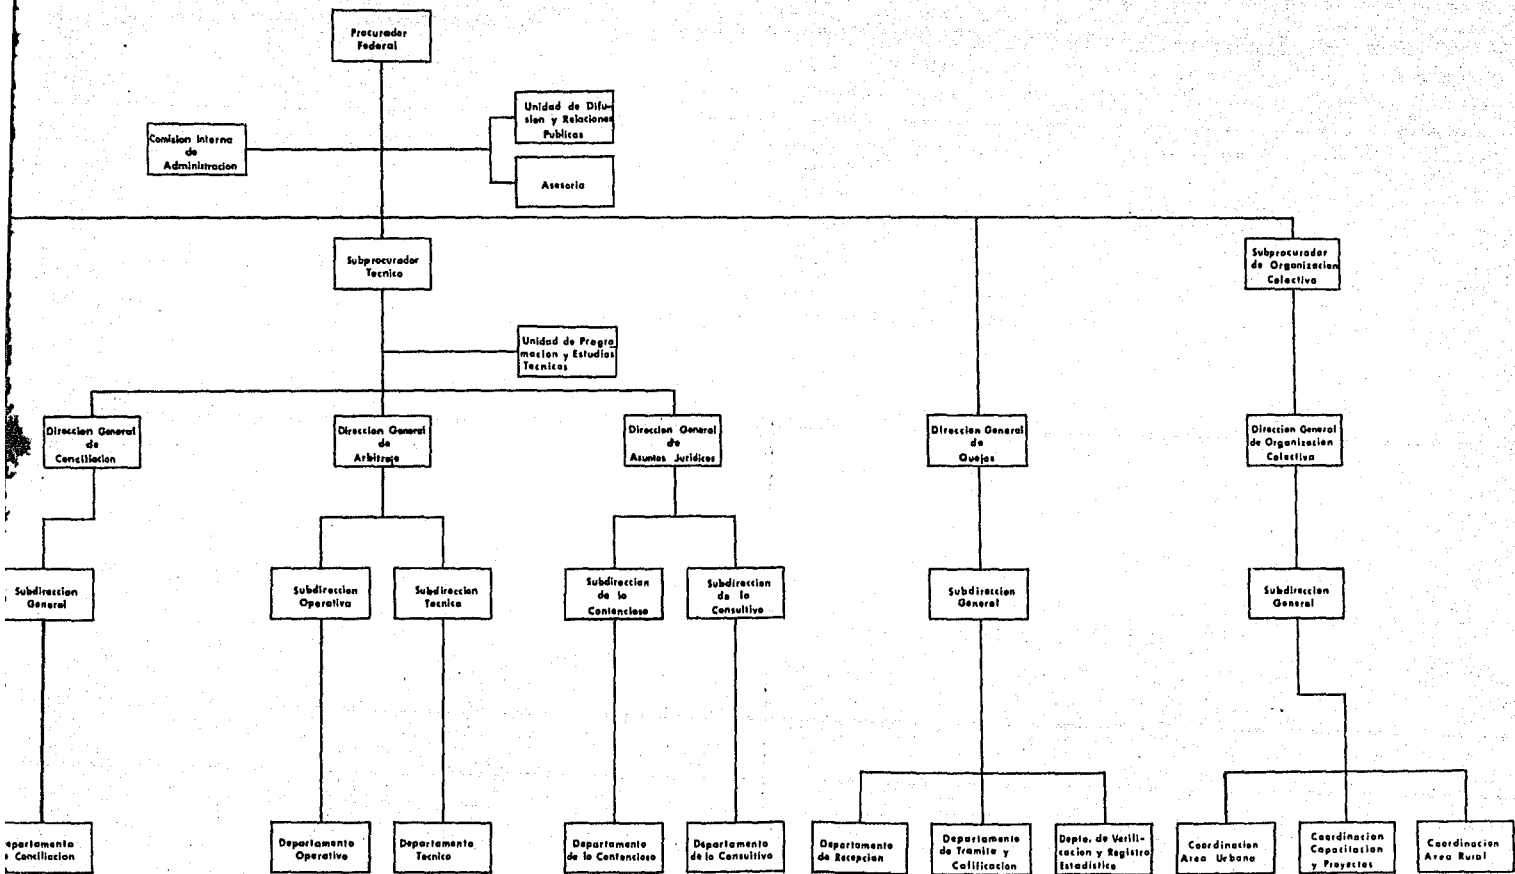 Procurador
Federal
Unidad de Difu-
sion y Relaciones
Publicas
Comision Interna
de
Administracion
Asesoria
Subprocurador
Tecnico
Subprocurador
de Organizacion
Colectiva
Unidad de Progra
macion y Estudios
Tecnicos
Direccion General
de
Conciliacion
Direccion General
de
Arbitraje
Direccion General
de
Asuntos Juridicos
Direccion General
de
Quejas
Direccion General
de Organizacion
Colectiva
Subdireccion
General
Subdireccion
Operativa
Subdireccion
Tecnica
Subdireccion
de lo
Contencioso
Subdireccion
de lo
Consultivo
Subdireccion
General
Subdireccion
General
epartamento
Conciliacion
Departamento
Operativo
Departamento
Tecnico
Departamento
de lo Contencioso
Departamento
de lo Consultivo
Departamento
de Recepcion
Departamento
de Tramite y
Calificacion
Depto. de Verifi-
cacion y Registro
Estadistico
Coordinacion
Area Urbana
Coordinacion
Capacitacion
y Proyectos
Coordinacion
Area Rural